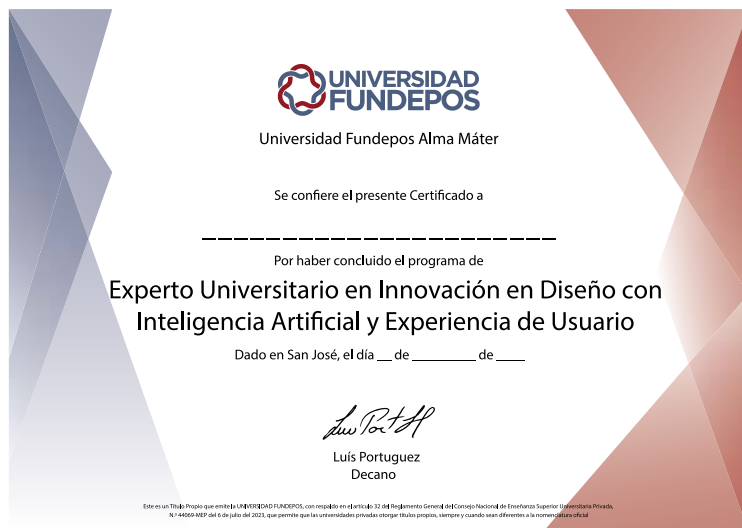 UNIVERSIDAD
FUNDEPOS
Universidad Fundepos Alma Máter
Se confiere el presente Certificado a
_______________________
Por haber concluido el programa de
Experto Universitario en Innovación en Diseño con
Inteligencia Artificial y Experiencia de Usuario
Dado en San José, el día __ de _________ de ____
Luís Portuguez
Decano
Este es un Título Propio que emite la UNIVERSIDAD FUNDEPOS, con respaldo en el artículo 32 del Reglamento General del Consejo Nacional de Enseñanza Superior Universitaria Privada,
N.º 44069-MEP del 6 de julio del 2023, que permite que las universidades privadas otorgar títulos propios, siempre y cuando sean diferentes a la nomenclatura oficial